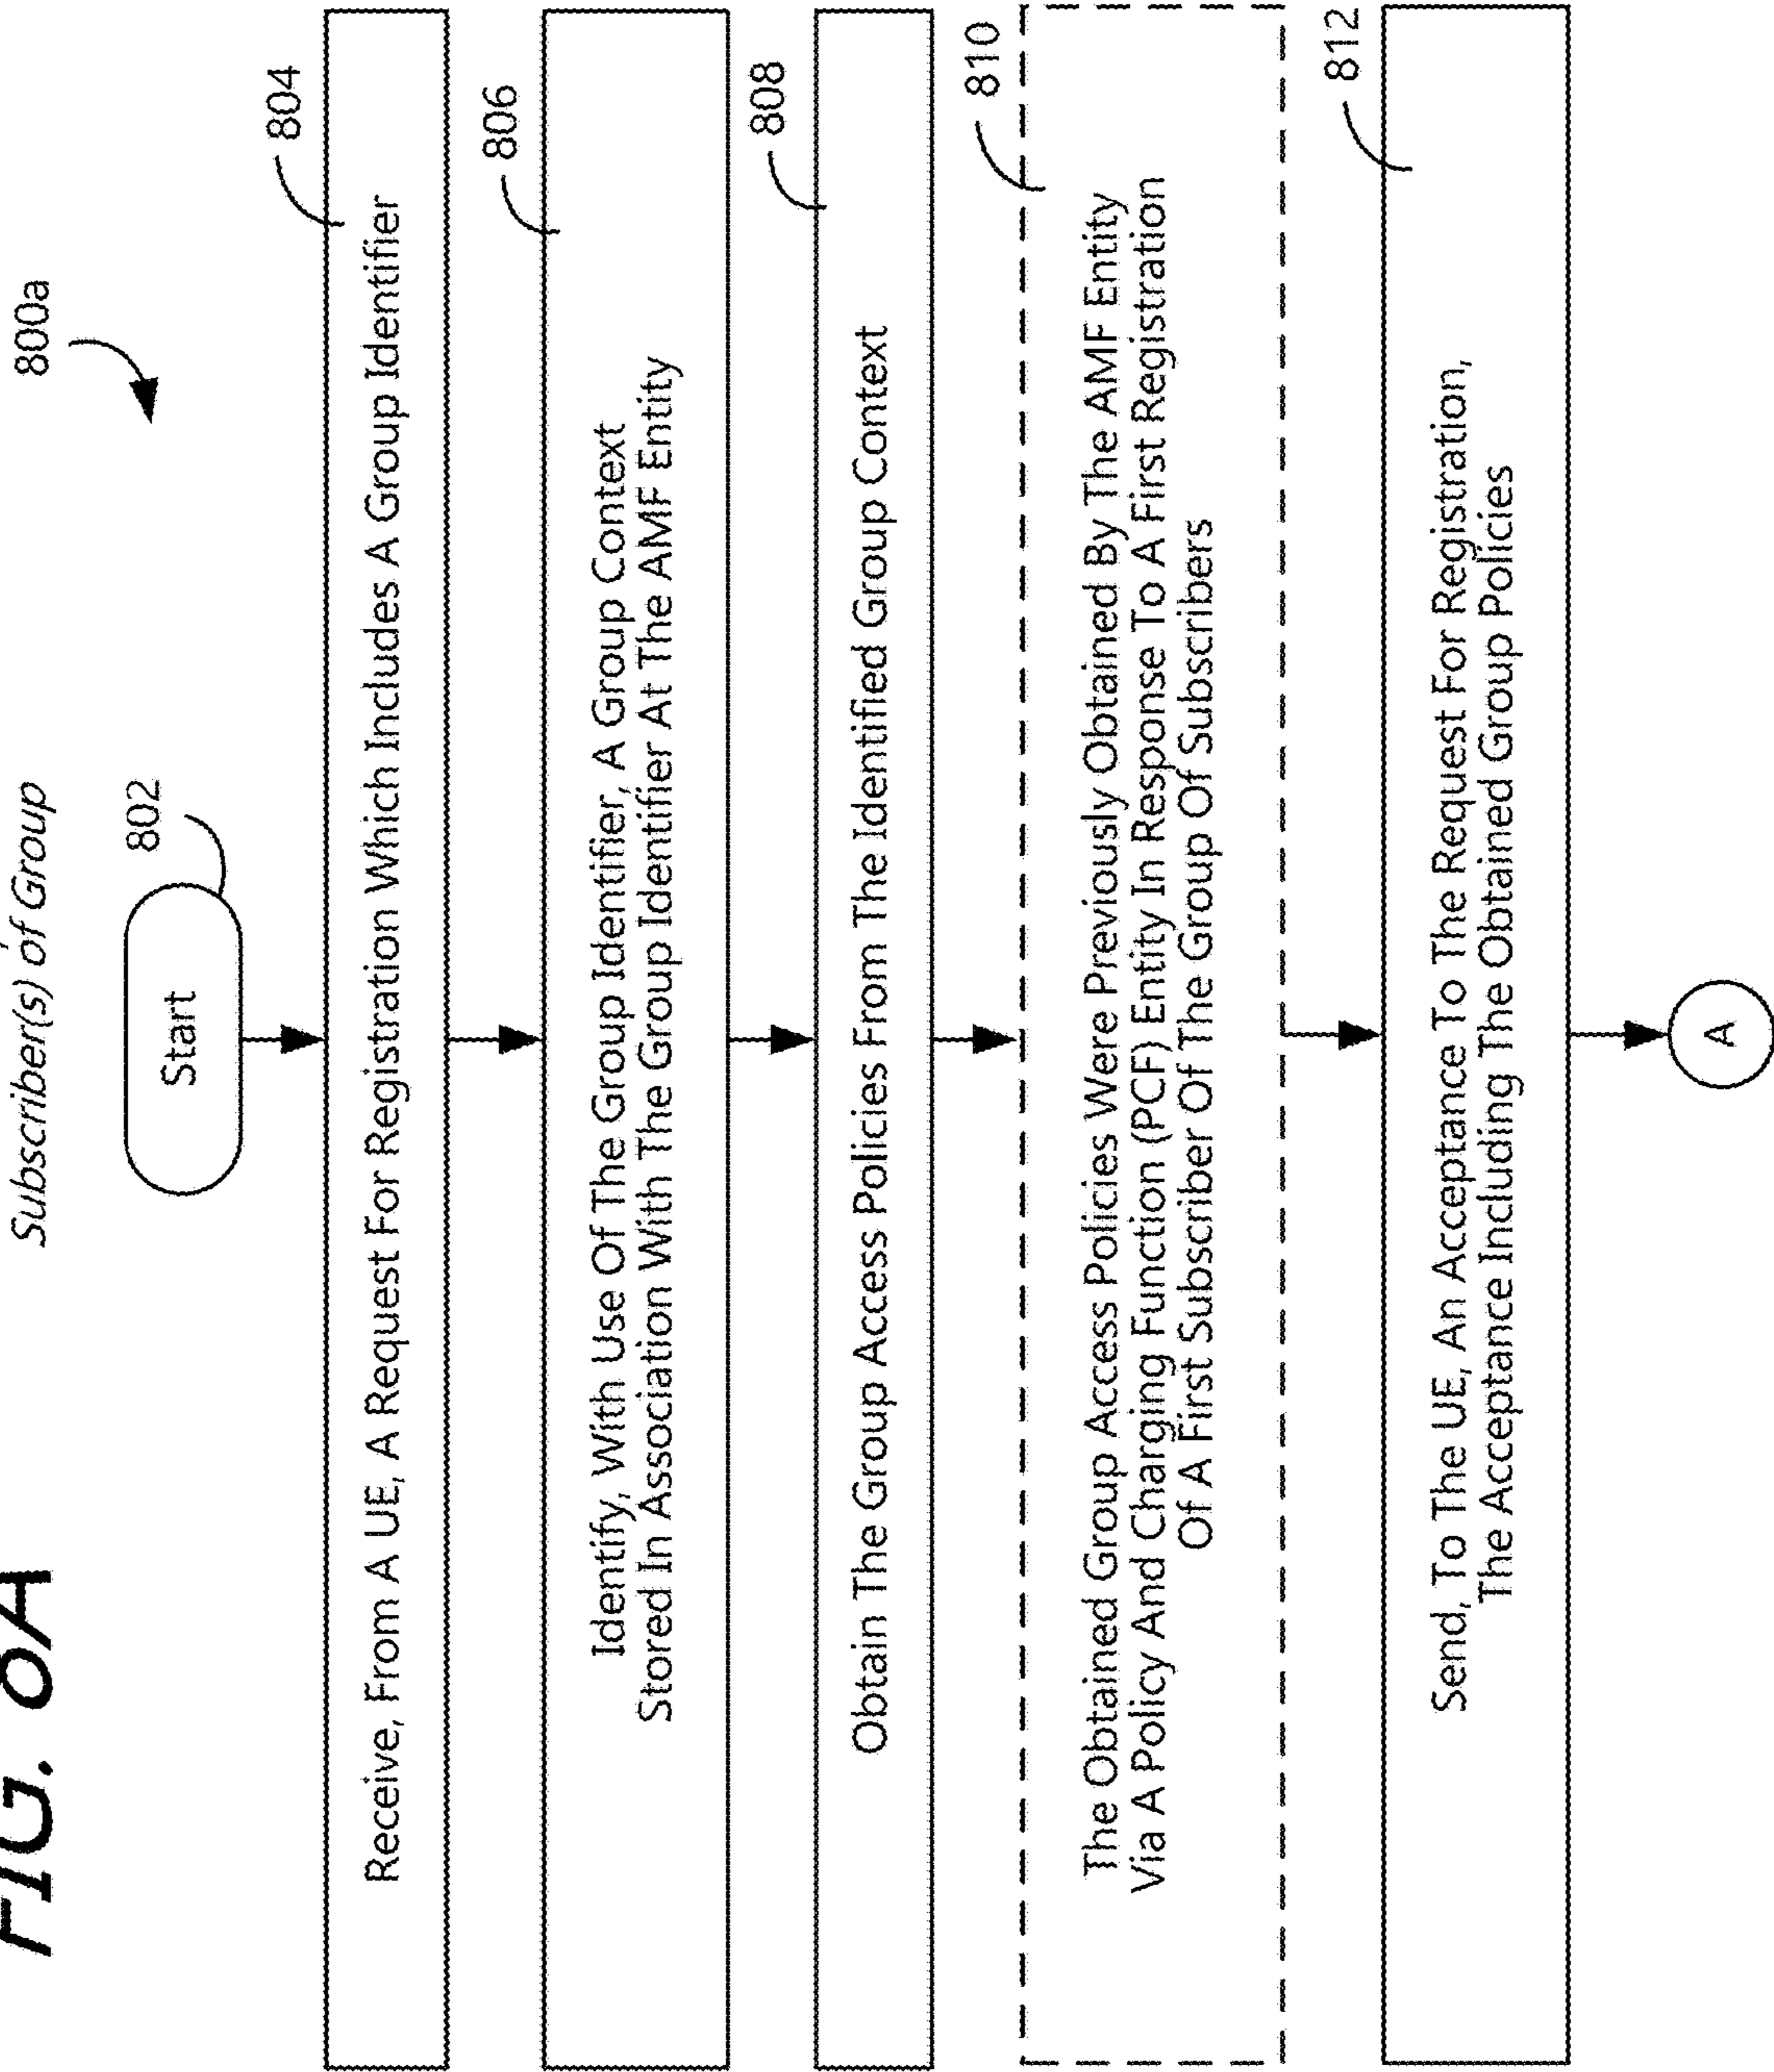 FIG. 8A
Subscriber(s) of Group
800a
Start
802
804
Receive, From A UE, A Request For Registration Which Includes A Group Identifier
806
Identify, With Use Of The Group Identifier, A Group Context
Stored In Association With The Group Identifier At The AMF Entity
808
Obtain The Group Access Policies From The Identified Group Context
810
The Obtained Group Access Policies Were Previously Obtained By The AMF Entity
Via A Policy And Charging Function (PCF) Entity In Response To A First Registration
Of A First Subscriber Of The Group Of Subscribers
812
Send, To The UE, An Acceptance To The Request For Registration,
The Acceptance Including The Obtained Group Policies
A